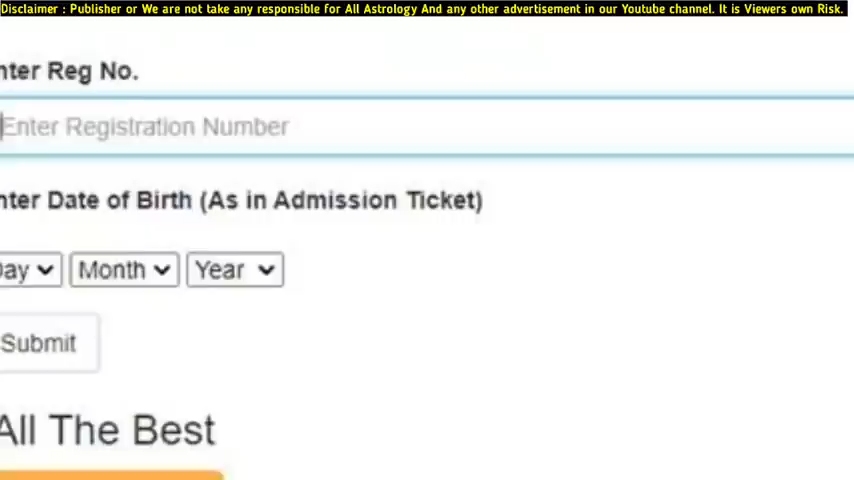 Disclaimer : Publisher or We are not take any responsible for All Astrology And any other advertisement in our Youtube channel. It is Viewers own Risk.
nter Reg No.
Enter Registration Number
nter Date of Birth (As in Admission Ticket)
Day Month Year
Submit
All The Best